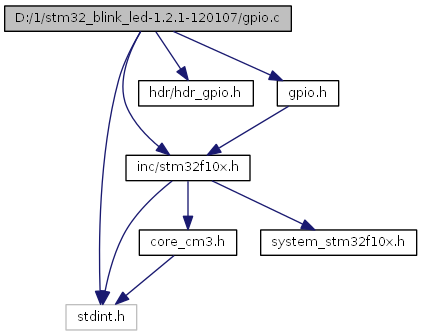 D:/1/stm32_blink_led-1.2.1-120107/gpio.c
hdr/hdr_gpio.h
gpio.h
inc/stm32f10x.h
core_cm3.h
system_stm32f10x.h
stdint.h